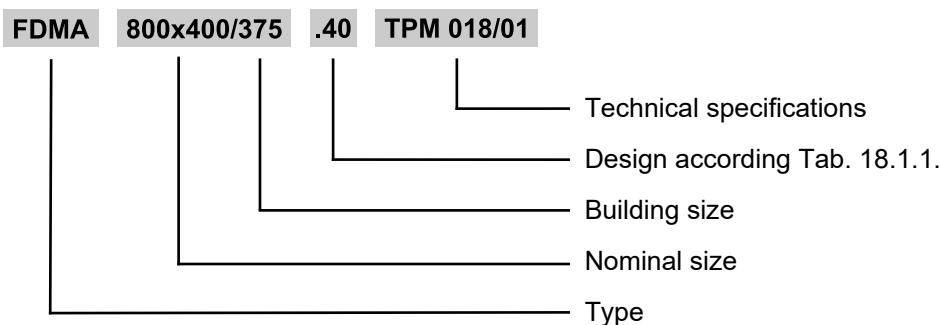 FDMA 800x400/375 .40 TPM 018/01
Technical specifications
Design according Tab. 18.1.1.
Building size
Nominal size
Type